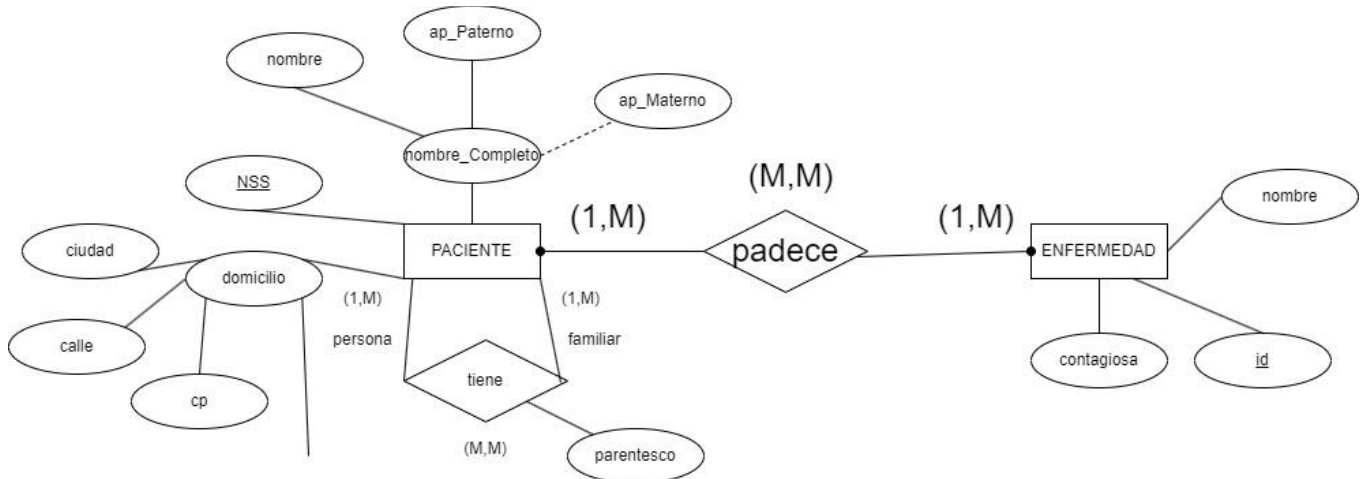 ap_Paterno
nombre
ap_Materno
nombre_Completo
NSS
(M,M)
nombre
(1,M)
(1,M)
ciudad
PACIENTE
padece
ENFERMEDAD
domicilio
(1,M)
(1,M)
persona
familiar
calle
contagiosa
id
tiene
cp
(M,M)
parentesco